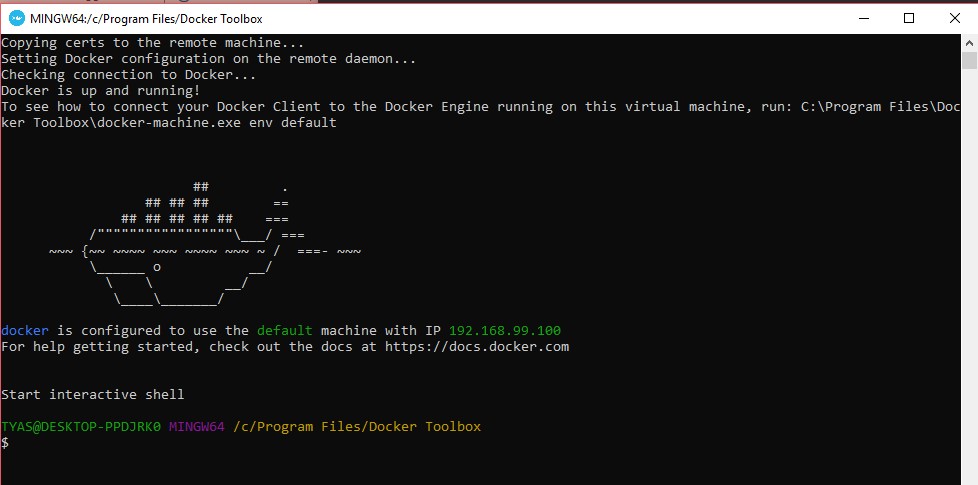 MINGW64:/c/Program Files/Docker Toolbox
Copying certs to the remote machine...
Setting Docker configuration on the remote daemon...
Checking connection to Docker...
Docker is up and running!
To see how to connect your Docker Client to the Docker Engine running on this virtual machine, run: C:\Program Files\Doc
ker Toolbox\docker-machine.exe env default
                        ##         .
                  ## ## ##        ==
               ## ## ## ## ##    ===
           /"""""""""""""""""\___/ ===
      ~~~ {~~ ~~~~ ~~~ ~~~~ ~~~ ~ /  ===- ~~~
           \______ o           __/
             \    \         __/
              \____\_______/
docker is configured to use the default machine with IP 192.168.99.100
For help getting started, check out the docs at https://docs.docker.com
Start interactive shell
TYAS@DESKTOP-PPDJRK0 MINGW64 /c/Program Files/Docker Toolbox
$